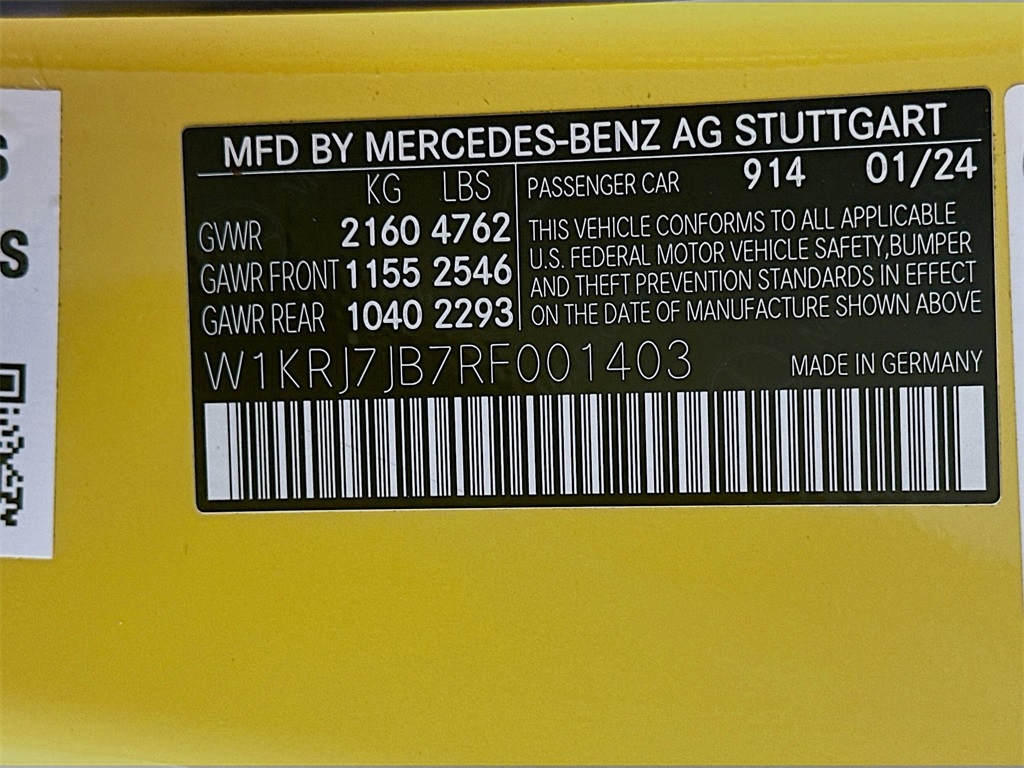 MFD BY MERCEDES-BENZ AG STUTTGART
KG LBS
GVWR 2160 4762
GAWR FRONT 1155 2546
GAWR REAR 1040 2293
PASSENGER CAR 914 01/24
THIS VEHICLE CONFORMS TO ALL APPLICABLE
U.S. FEDERAL MOTOR VEHICLE SAFETY,BUMPER
AND THEFT PREVENTION STANDARDS IN EFFECT
ON THE DATE OF MANUFACTURE SHOWN ABOVE
W1KRJ7JB7RF001403
MADE IN GERMANY